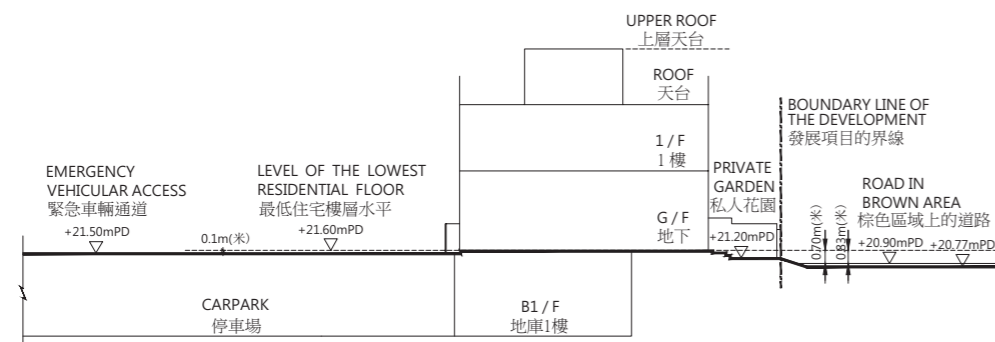 UPPER ROOF
上層天台
ROOF
天台
BOUNDARY LINE OF
THE DEVELOPMENT
發展項目的界線
1 / F
1 樓
EMERGENCY
VEHICULAR ACCESS
緊急車輛通道
+21.50mPD
0.1m(米)
LEVEL OF THE LOWEST
RESIDENTIAL FLOOR
最低住宅樓層水平
+21.60mPD
G / F
地下
PRIVATE
GARDEN
私人花園
+21.20mPD
0.70m(米)
0.83m(米)
ROAD IN
BROWN AREA
棕色區域上的道路
+20.90mPD
+20.77mPD
CARPARK
停車場
B1 / F
地庫1樓